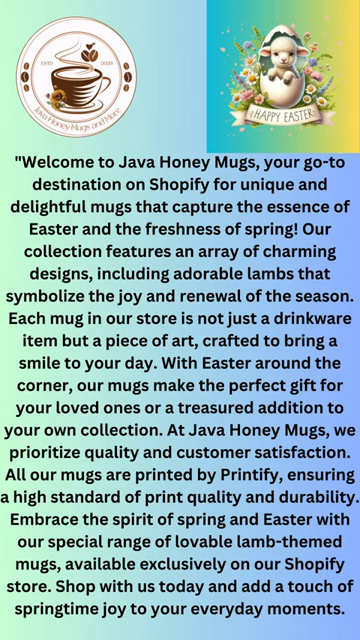 ESTD 2023
Java Honey Mugs and More
HAPPY EASTER
"Welcome to Java Honey Mugs, your go-to
destination on Shopify for unique and
delightful mugs that capture the essence of
Easter and the freshness of spring! Our
collection features an array of charming
designs, including adorable lambs that
symbolize the joy and renewal of the season.
Each mug in our store is not just a drinkware
item but a piece of art, crafted to bring a
smile to your day. With Easter around the
corner, our mugs make the perfect gift for
your loved ones or a treasured addition to
your own collection. At Java Honey Mugs, we
prioritize quality and customer satisfaction.
All our mugs are printed by Printify, ensuring
a high standard of print quality and durability.
Embrace the spirit of spring and Easter with
our special range of lovable lamb-themed
mugs, available exclusively on our Shopify
store. Shop with us today and add a touch of
springtime joy to your everyday moments.